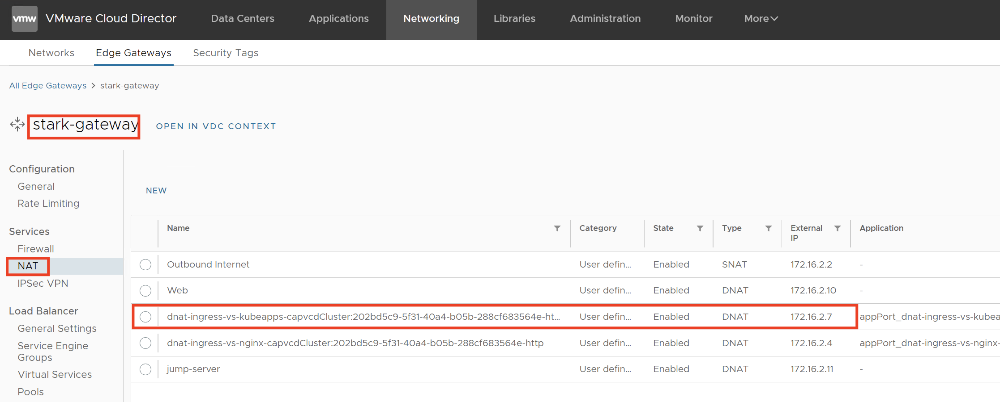 vmw VMware Cloud Director Data Centers Applications Networking Libraries Administration Monitor More
Networks Edge Gateways Security Tags
All Edge Gateways > stark-gateway
stark-gateway OPEN IN VDC CONTEXT
Configuration
General
Rate Limiting
Services
Firewall
NAT
IPSec VPN
Load Balancer
General Settings
Service Engine
Groups
Virtual Services
Pools
NEW
Name Category State Type External IP Application
Outbound Internet User defin... Enabled SNAT 172.16.2.2 -
Web User defin... Enabled DNAT 172.16.2.10 -
dnat-ingress-vs-kubeapps-capvcdCluster:202bd5c9-5f31-40a4-b05b-288cf683564e-ht... User defin... Enabled DNAT 172.16.2.7 appPort_dnat-ingress-vs-kubea
dnat-ingress-vs-nginx-capvcdCluster:202bd5c9-5f31-40a4-b05b-288cf683564e-http User defin... Enabled DNAT 172.16.2.4 appPort_dnat-ingress-vs-nginx-
jump-server User defin... Enabled DNAT 172.16.2.11 -